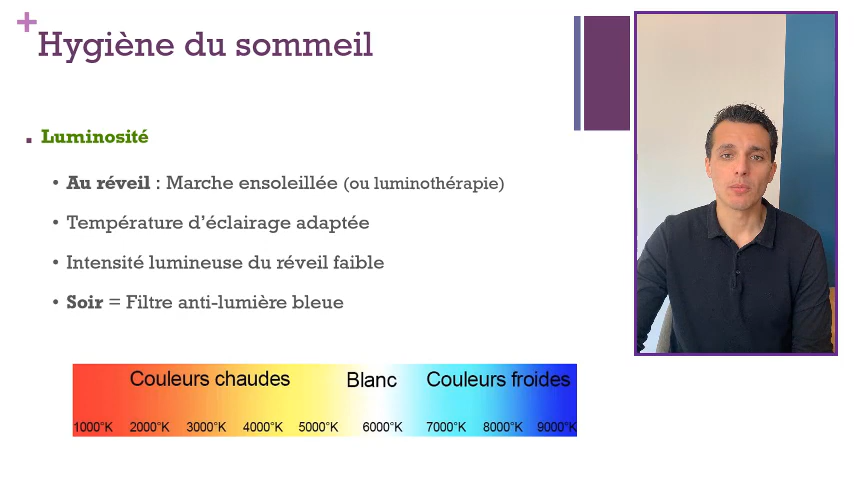 Hygiène du sommeil
Luminosité
Au réveil : Marche ensoleillée (ou luminothérapie)
Température d’éclairage adaptée
Intensité lumineuse du réveil faible
Soir = Filtre anti-lumière bleue
Couleurs chaudes Blanc Couleurs froides
1000°K 2000°K 3000°K 4000°K 5000°K 6000°K 7000°K 8000°K 9000°K